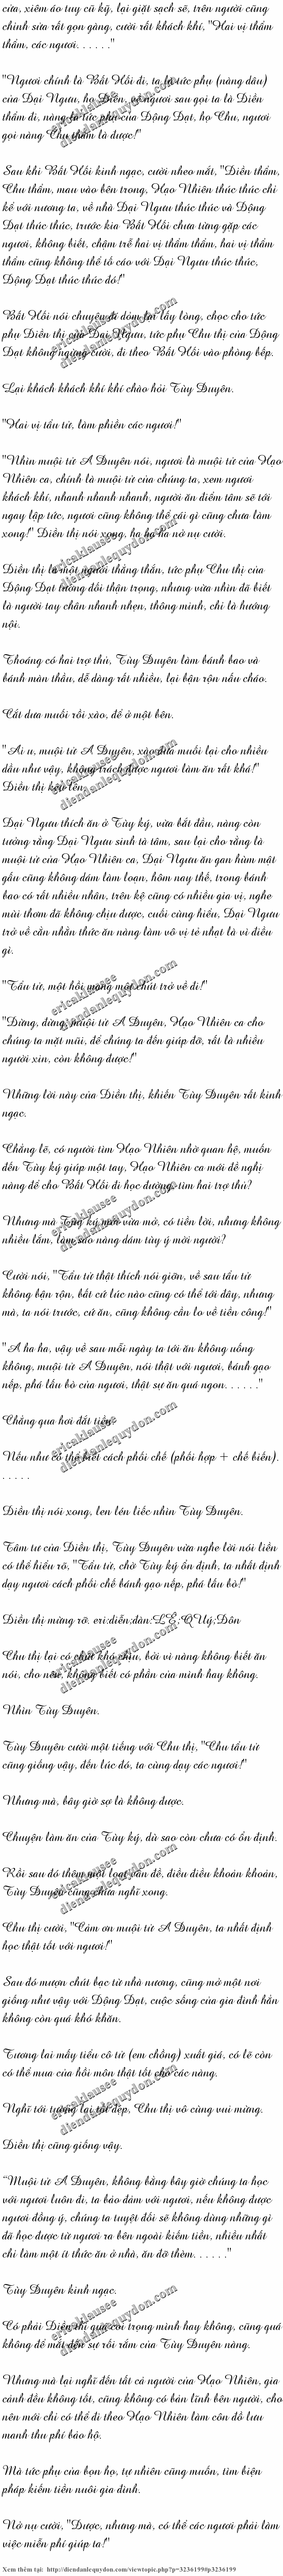 cửa, xiêm áo tuy cũ kỹ, lại giặt sạch sẽ, trên người cũng
chỉnh sửa rất gọn gàng, cười rất khách khí, "Hai vị thẩm
thẩm, các ngươi. . . . . ."
"Ngươi chính là Bất Hối đi, ta là tức phụ (nàng dâu)
của Đại Ngưu, họ Điền, về người sau gọi ta là Điền
thẩm đi, nàng là tức phụ của Động Đạt, họ Chu, ngươi
gọi nàng Chu thẩm là được!"
Sau khi Bất Hối kinh ngạc, cười nheo mắt, "Điền thẩm,
Chu thẩm, mau vào bên trong, Hạo Nhiên thúc thúc chỉ
kể với nương ta, về nhà Đại Ngưu thúc thúc và Động
Đạt thúc thúc, trước kia Bất Hối chưa từng gặp các
ngươi, không biết, chậm trễ hai vị thẩm thẩm, hai vị thẩm
thẩm cũng không thể tố cáo với Đại Ngưu thúc thúc,
Động Đạt thúc thúc đó!"
Bất Hối nói chuyện dí dỏm lại lấy lòng, chọc cho tức
phụ Điền thị của Đại Ngưu, tức phụ Chu thị của Động
Đạt không ngừng cười, đi theo Bất Hối vào phòng bếp.
Lại khách khách khí khí chào hỏi Tùy Duyên.
"Hai vị tẩu tử, làm phiền các ngươi!"
"Nhìn muội tử A Duyên nói, ngươi là muội tử của Hạo
Nhiên ca, chính là muội tử của chúng ta, xem ngươi
khách khí, nhanh nhanh nhanh, người ăn điểm tâm sẽ tới
ngay lập tức, ngươi cũng không thể cái gì cũng chưa làm
xong!" Điền thị nói xong, ha ha ha nở nụ cười.
Điền thị là một người thẳng thắn, tức phụ Chu thị của
Động Đạt tương đối thận trọng, nhưng vừa nhìn đã biết
là người tay chân nhanh nhẹn, thông minh, chỉ là hướng
nội.
Thoáng có hai trợ thủ, Tùy Duyên làm bánh bao và
bánh màn thầu, dễ dàng rất nhiều, lại bận rộn nấu cháo.
Cắt dưa muối rồi xào, để ở một bên.
"Ai u, muội tử A Duyên, xào dưa muối lại cho nhiều
dầu như vậy, không trách được ngươi làm ăn rất khá!"
Điền thị kêu lên.
Đại Ngưu thích ăn ở Tùy ký, vừa bắt đầu, nàng còn
tưởng rằng Đại Ngưu sinh tà tâm, sau lại cho rằng là
muội tử của Hạo Nhiên ca, Đại Ngưu ăn gan hùm mật
gấu cũng không dám làm loạn, hôm nay thế, trong bánh
bao có rất nhiều nhân, trên kệ cũng có nhiều gia vị, nghe
mùi thơm đã không chịu được, cuối cùng hiểu, Đại Ngưu
trở về cằn nhằn thức ăn nàng làm vô vị tẻ nhạt là vì điều
gì.
"Tẩu tử, một hồi mang một chút trở về đi!"
"Đừng, đừng, muội tử A Duyên, Hạo Nhiên ca cho
chúng ta mặt mũi, để chúng ta đến giúp đỡ, rất là nhiều
người xin, còn không được!"
Những lời này của Điền thị, khiến Tùy Duyên rất kinh
ngạc.
Chẳng lẽ, có người tìm Hạo Nhiên nhờ quan hệ, muốn
đến Tùy ký giúp một tay, Hạo Nhiên ca mới đề nghị
nàng để cho Bất Hối đi học đường, tìm hai trợ thủ?
Nhưng mà Tùy ký mới vừa mở, có tiền lời, nhưng không
nhiều lắm, làm sao nàng dám tùy ý mời người?
Cười nói, "Tẩu tử thật thích nói giỡn, về sau tẩu tử
không bận rộn, bất cứ lúc nào cũng có thể tới đây, nhưng
mà, ta nói trước, cứ ăn, cũng không cần lo về tiền công!"
"A ha ha, vậy về sau mỗi ngày ta tới ăn không uống
không, muội tử A Duyên, nói thật với ngươi, bánh gạo
nếp, phá lấu bò của ngươi, thật sự ăn quá ngon. . . . . ."
Chẳng qua hơi đắt tiền.
Nếu như có thể biết cách phối chế (phối hợp + chế biến).
. . . . .
Điền thị nói xong, len lén liếc nhìn Tùy Duyên.
Tâm tư của Điền thị, Tùy Duyên vừa nghe lời nói liền
có thể hiểu rõ, "Tẩu tử, chờ Tùy ký ổn định, ta nhất định
dạy ngươi cách phối chế bánh gạo nếp, phá lấu bò!"
Điền thị mừng rỡ. eri:diễn;đàn:LÊ;QUý;Đôn
Chu thị lại có chút khó chịu, bởi vì nàng không biết ăn
nói, cho nên, không biết có phần của mình hay không.
Nhìn Tùy Duyên.
Tùy Duyên cười một tiếng với Chu thị, "Chu tẩu tử
cũng giống vậy, đến lúc đó, ta cùng dạy các ngươi!"
Nhưng mà, bây giờ sợ là không được.
Chuyện làm ăn của Tùy ký, dù sao còn chưa có ổn định.
Rồi sau đó thêm một loạt vấn đề, điều điều khoản khoản,
Tùy Duyên cũng chưa nghĩ xong.
Chu thị cười, "Cảm ơn muội tử A Duyên, ta nhất định
học thật tốt với ngươi!"
Sau đó mượn chút bạc từ nhà nương, cũng mở một nơi
giống như vậy với Động Đạt, cuộc sống của gia đình hẳn
không còn quá khó khăn.
Tương lai mấy tiểu cô tử (em chồng) xuất giá, có lẽ còn
có thể mua của hồi môn thật tốt cho các nàng.
Nghĩ tới tương lai tốt đẹp, Chu thị vô cùng vui mừng.
Điền thị cũng giống vậy.
"Muội tử A Duyên, không bằng bây giờ chúng ta học
với ngươi luôn đi, ta bảo đảm với ngươi, nếu không được
ngươi đồng ý, chúng ta tuyệt đối sẽ không dùng những gì
đã học được từ ngươi ra bên ngoài kiếm tiền, nhiều nhất
chỉ làm một ít thức ăn ở nhà, ăn đỡ thèm. . . . . ."
Tùy Duyên kinh ngạc.
Có phải Điền thị quá coi trọng mình hay không, cũng quá
không để mắt đến sự rối rắm của Tùy Duyên nàng.
Nhưng mà lại nghĩ đến tất cả người của Hạo Nhiên, gia
cảnh đều không tốt, cũng không có bản lĩnh bên người, cho
nên mới chỉ có thể đi theo Hạo Nhiên làm côn đồ lưu
manh thu phí bảo hộ.
Mà tức phụ của bọn họ, tự nhiên cũng muốn, tìm biện
pháp kiếm tiền nuôi gia đình.
Nở nụ cười, "Được, nhưng mà, có thể các ngươi phải làm
việc miễn phí giúp ta!"
Xem thêm tại: http://diendanlequydon.com/viewtopic.php?p=3236199#p3236199